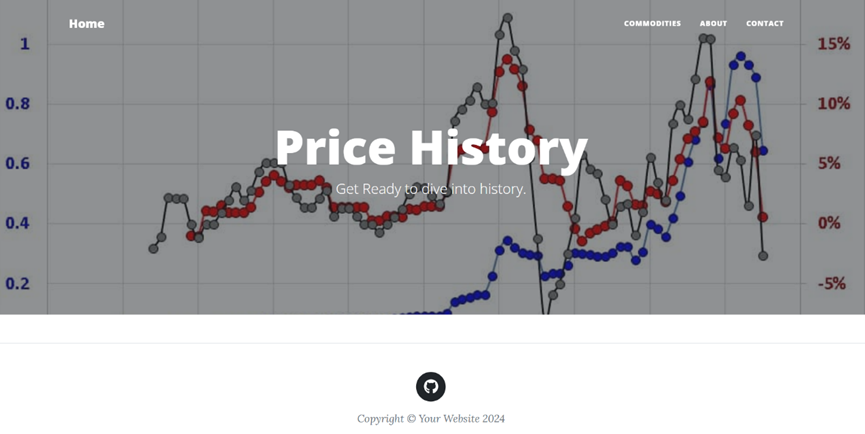 Home
COMMODITIES ABOUT CONTACT
1
15%
0.8
10%
Price History
0.6
5%
Get Ready to dive into history.
0.4
0%
0.2
-5%
Copyright © Your Website 2024